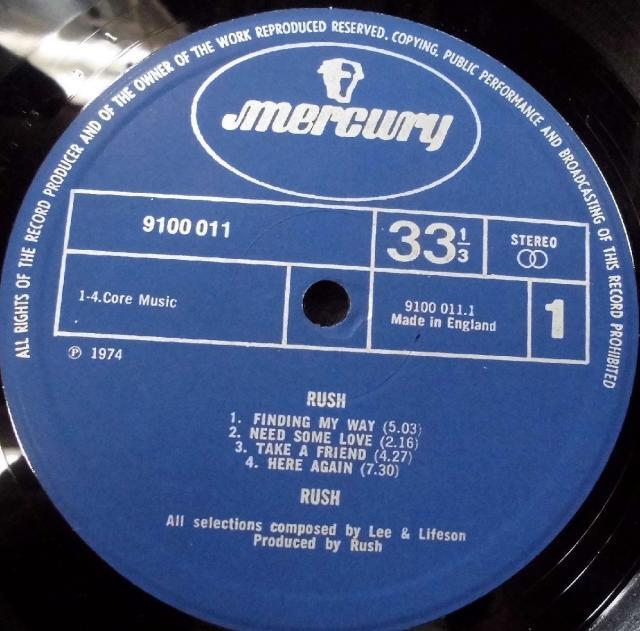 ALL RIGHTS OF THE RECORD PRODUCER AND OF THE OWNER OF THE WORK REPRODUCED RESERVED. COPYING, PUBLIC PERFORMANCE AND BROADCASTING OF THIS RECORD PROHIBITED
mercury
9100 011
33 1/3
STEREO
1-4. Core Music
9100 011.1
Made in England
1
Ⓟ 1974
RUSH
1. FINDING MY WAY (5.03)
2. NEED SOME LOVE (2.16)
3. TAKE A FRIEND (4.27)
4. HERE AGAIN (7.30)
RUSH
All selections composed by Lee & Lifeson
Produced by Rush